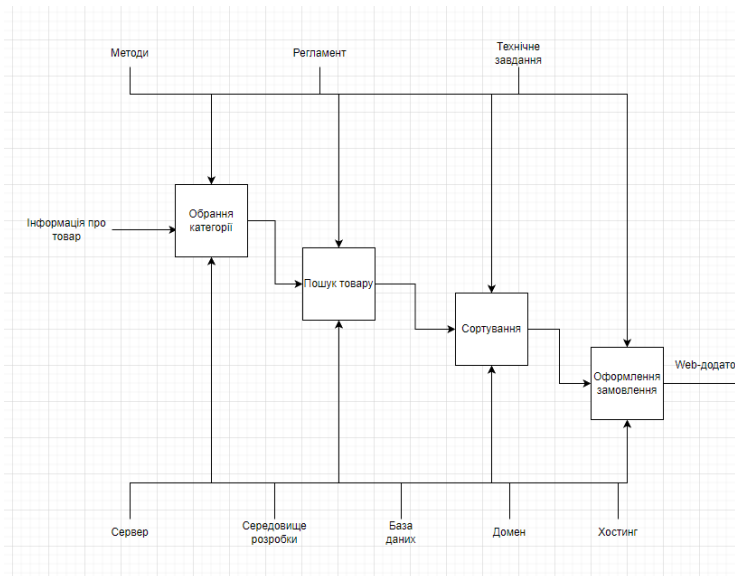 Методи
Регламент
Технічне
завдання
Інформація про
товар
Обрання
категорії
Пошук товару
Сортування
Оформлення
замовлення
Web-додато
Сервер
Середовище
розробки
База
даних
Домен
Хостинг